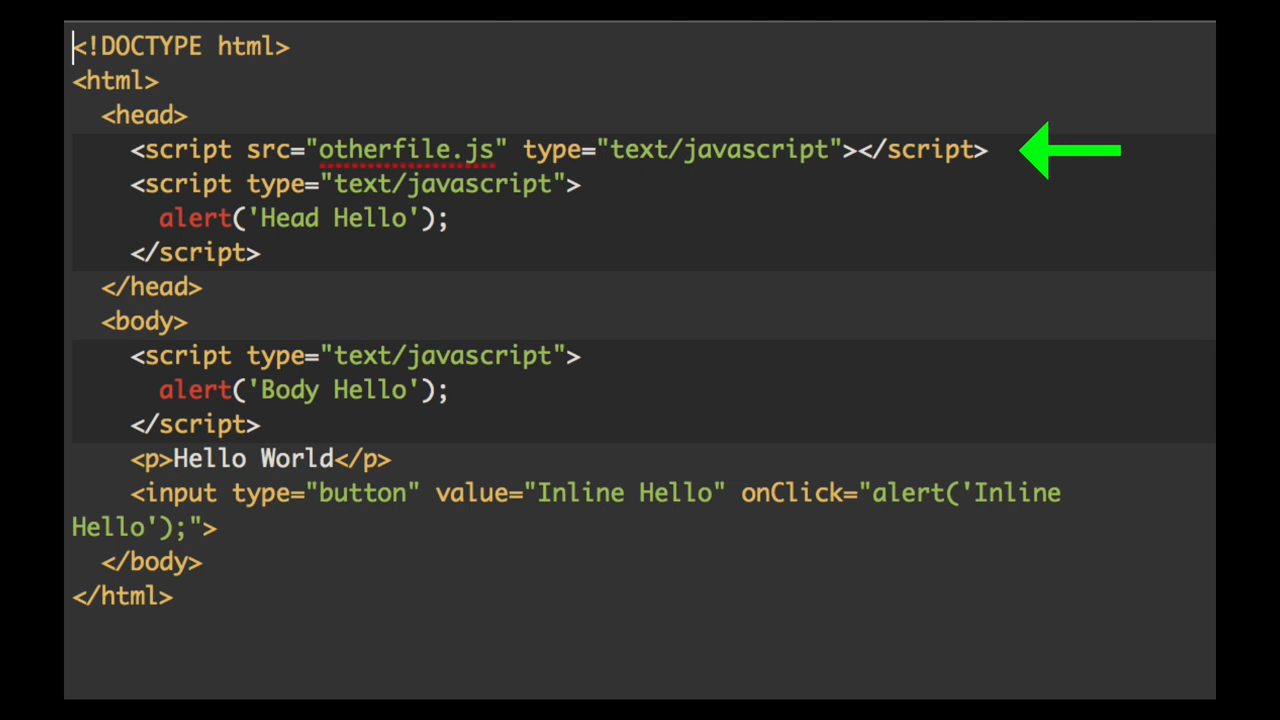 <!DOCTYPE html>
<html>
  <head>
    <script src="otherfile.js" type="text/javascript"></script>
    <script type="text/javascript">
      alert('Head Hello');
    </script>
  </head>
  <body>
    <script type="text/javascript">
      alert('Body Hello');
    </script>
    <p>Hello World</p>
    <input type="button" value="Inline Hello" onClick="alert('Inline
Hello');">
  </body>
</html>